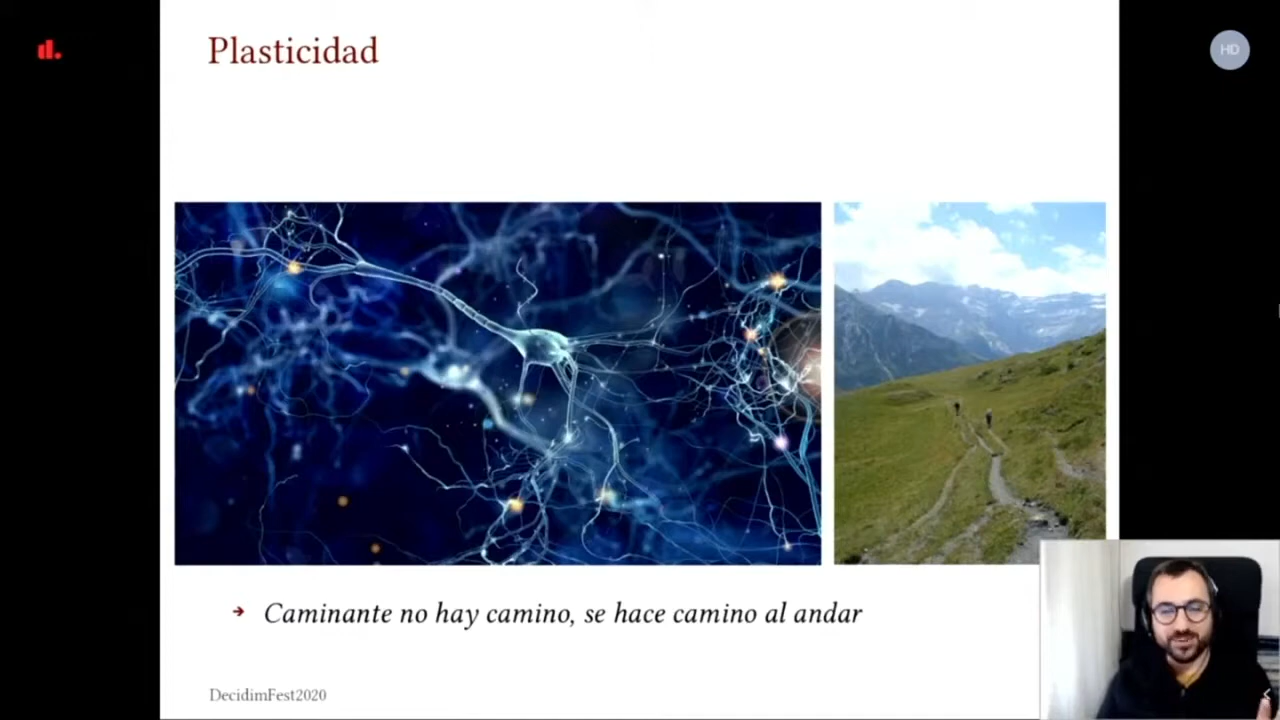 Plasticidad
d.
HD
→ Caminante no hay camino, se hace camino al andar
DecidimFest2020